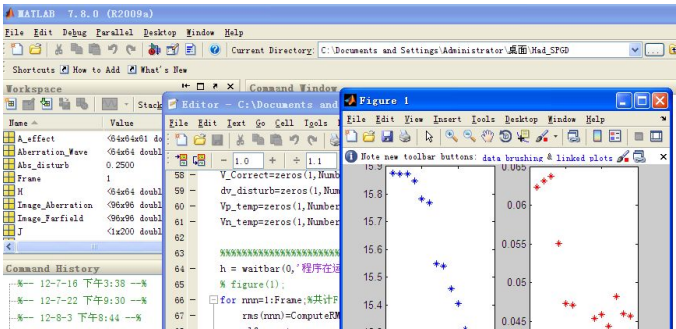 MATLAB 7.8.0 (R2009a)
File Edit Debug Parallel Desktop Window Help
Current Directory: C:\Documents and Settings\Administrator\桌面\Had_SPGD
Shortcuts How to Add What's New
Workspace
Command Window
Stack
Name Value
A_effect <64x64x61 do
Aberration_Wave <64x64 doubl
Abs_disturb 0.2500
Frame 1
H <64x64 doubl
Image_Aberration <96x96 doubl
Image_Farfield <96x96 doubl
J <1x200 doubl
Command History
%-- 12-7-16 下午3:38 --%
%-- 12-7-22 下午9:30 --%
%-- 12-8-3 下午8:44 --%
Editor - C:\Documents and
File Edit Text Go Cell Tools
- 1.0 + ÷ 1.1
58 - V_Correct=zeros(1,Numb
59 - dv_disturb=zeros(1,Num
60 - Vp_temp=zeros(1,Number
61 - Vn_temp=zeros(1,Number
62
63 %%%%%%%%%%%%%%%%%%%%%%
64 - h = waitbar(0,'程序在运
65 % figure(1);
66 - for nnn=1:Frame;%共计F
67 - rms(nnn)=ComputeRM
Figure 1
File Edit View Insert Tools Desktop Window Help
Note new toolbar buttons: data brushing & linked plots
15.9
15.8
15.7
15.6
15.5
15.4
0.065
0.06
0.055
0.05
0.045